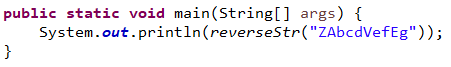 public static void main(String[] args) {
    System.out.println(reverseStr("ZAbcdVefEg"));
}